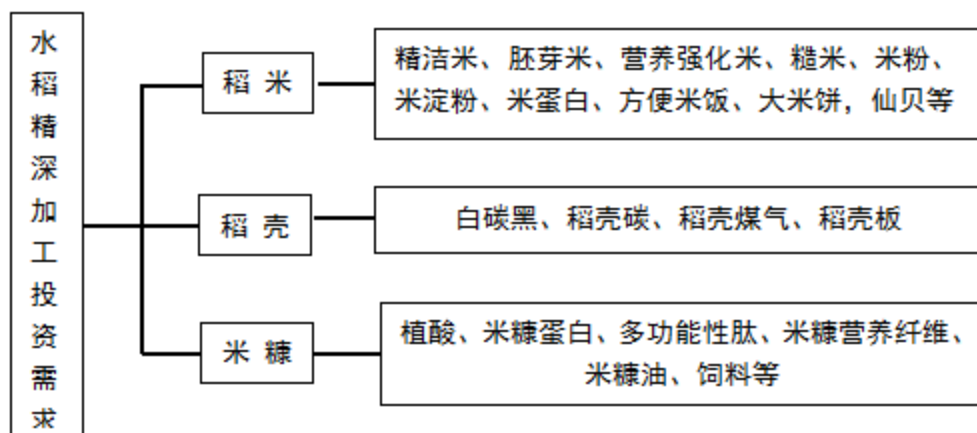 水稻精深加工投资需求
稻 米
精洁米、胚芽米、营养强化米、糙米、米粉、
米淀粉、米蛋白、方便米饭、大米饼，仙贝等
稻 壳
白碳黑、稻壳碳、稻壳煤气、稻壳板
米 糠
植酸、米糠蛋白、多功能性肽、米糠营养纤维、
米糠油、饲料等